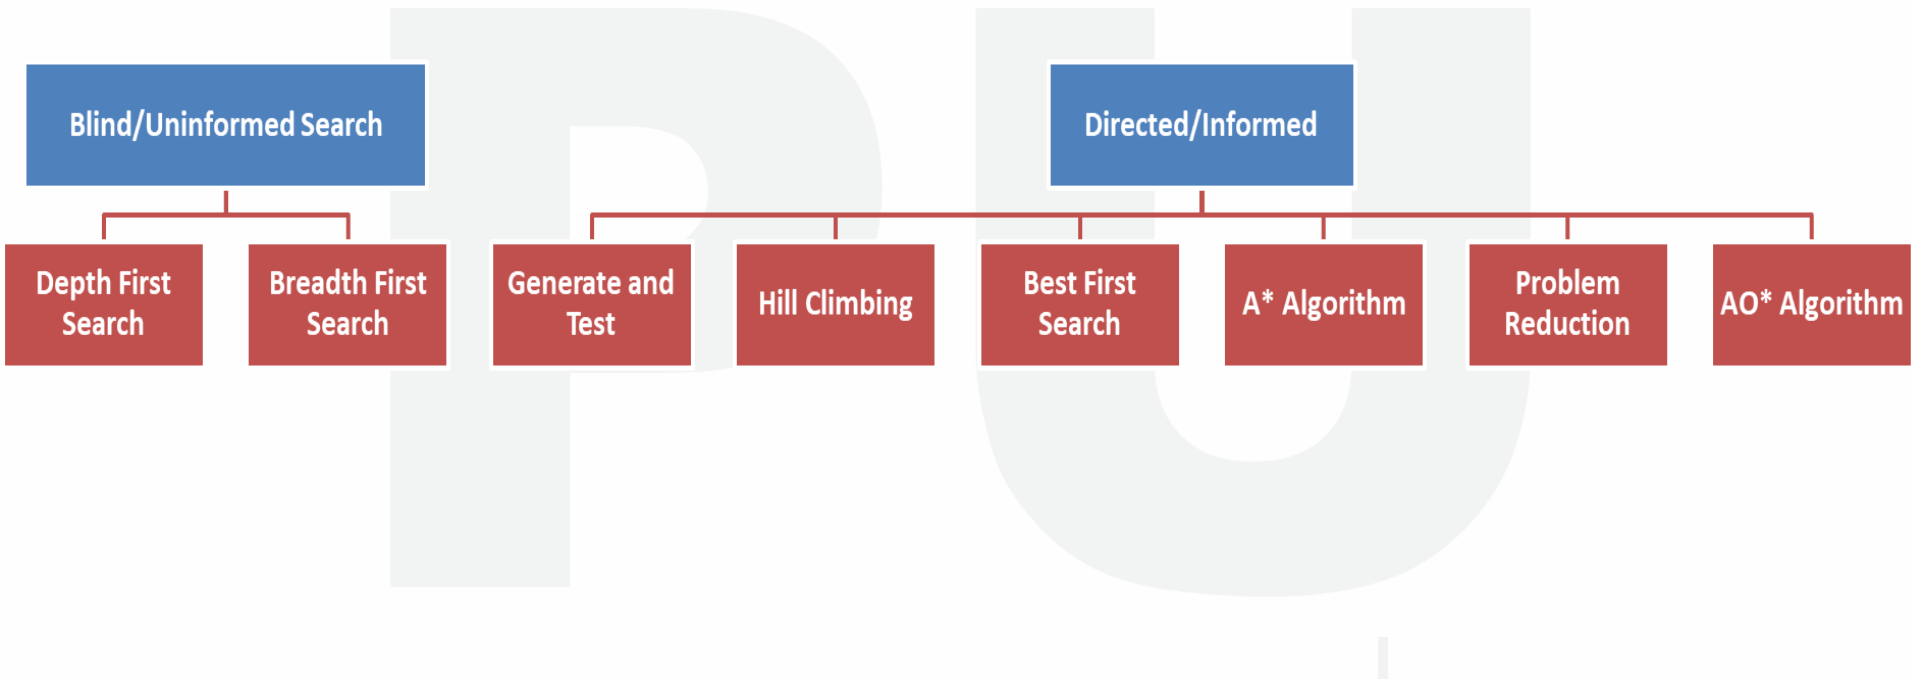 Blind/Uninformed Search
Directed/Informed
Depth First
Search
Breadth First
Search
Generate and
Test
Hill Climbing
Best First
Search
A* Algorithm
Problem
Reduction
AO* Algorithm
PU